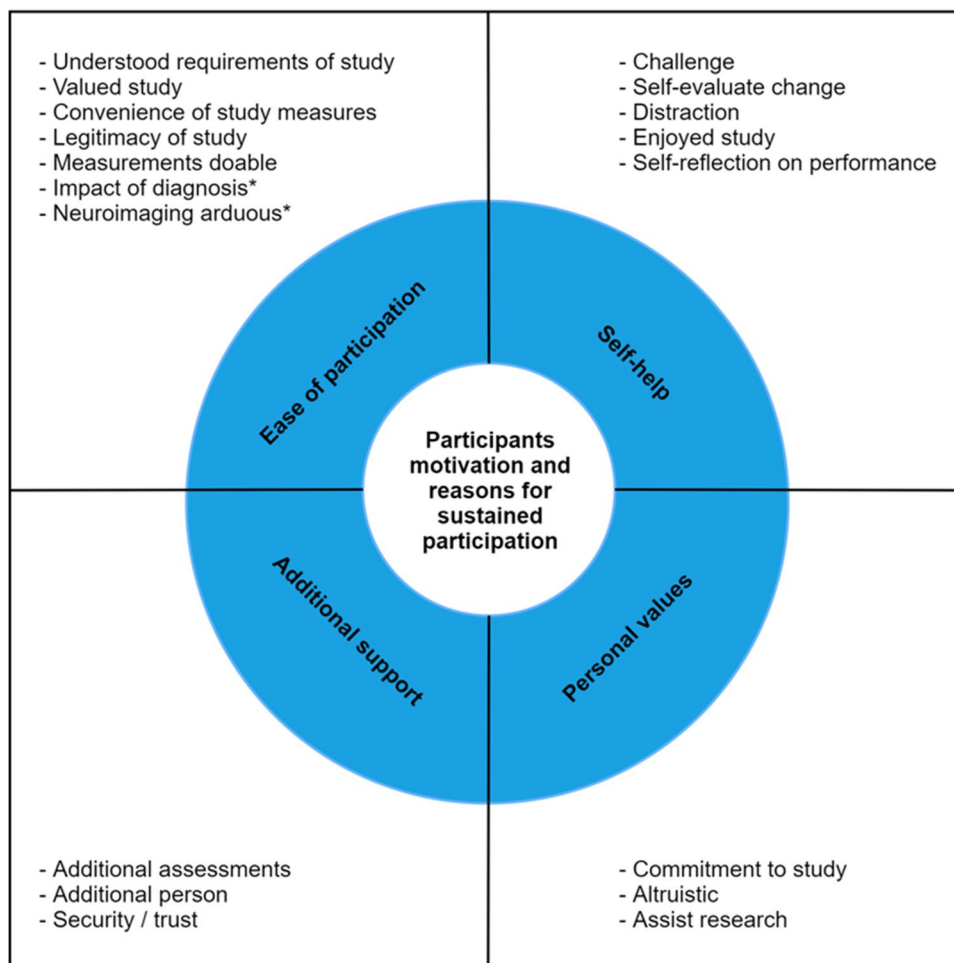 - Understood requirements of study
- Valued study
- Convenience of study measures
- Legitimacy of study
- Measurements doable
- Impact of diagnosis*
- Neuroimaging arduous*
- Challenge
- Self-evaluate change
- Distraction
- Enjoyed study
- Self-reflection on performance
Ease of participation
Self-help
Participants
motivation and
reasons for
sustained
participation
Additional support
Personal values
- Additional assessments
- Additional person
- Security / trust
- Commitment to study
- Altruistic
- Assist research